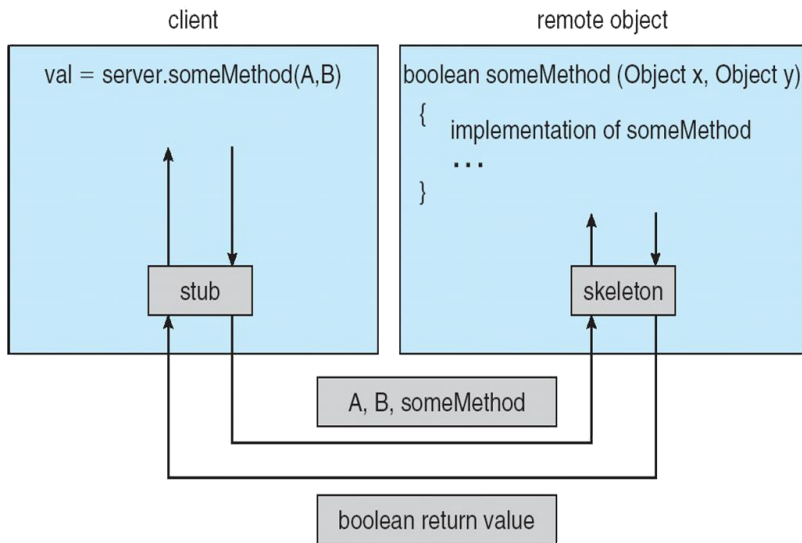 client
remote object
val = server.someMethod(A,B)
boolean someMethod (Object x, Object y)
{
implementation of someMethod
...
}
stub
skeleton
A, B, someMethod
boolean return value